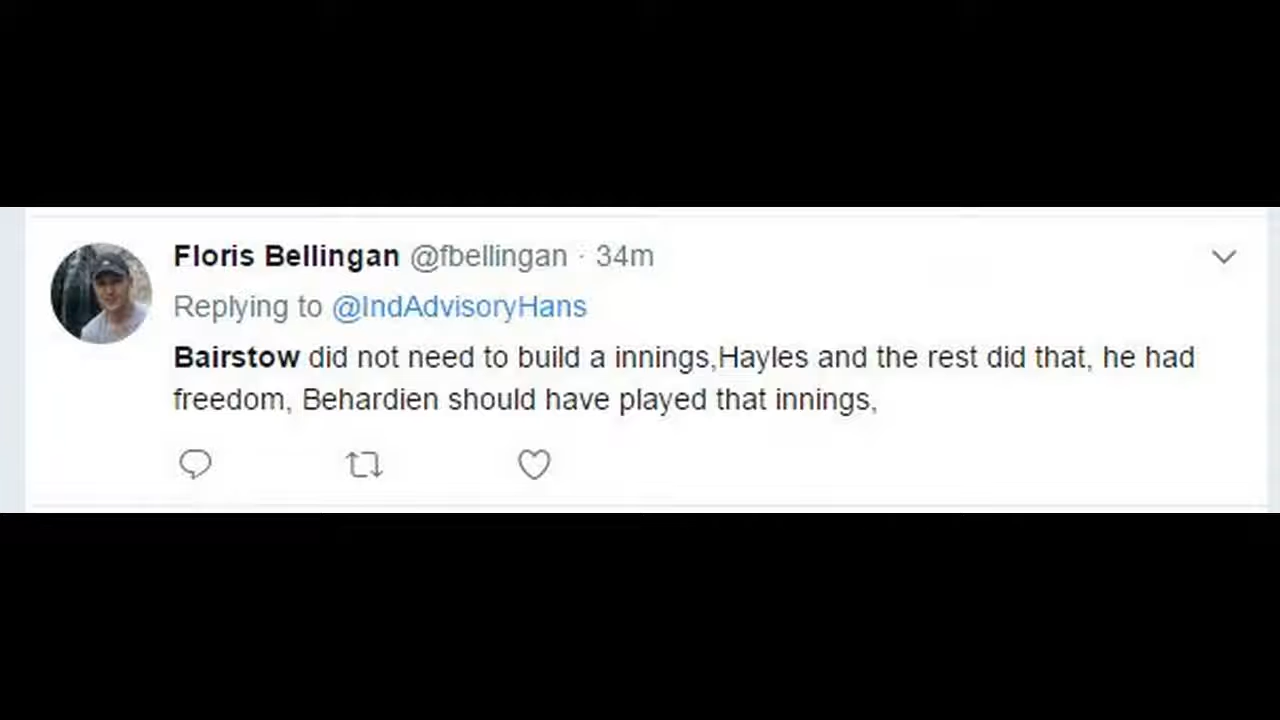 Floris Bellingan @fbellingan · 34m
Replying to @IndAdvisoryHans
Bairstow did not need to build a innings,Hayles and the rest did that, he had
freedom, Behardien should have played that innings,